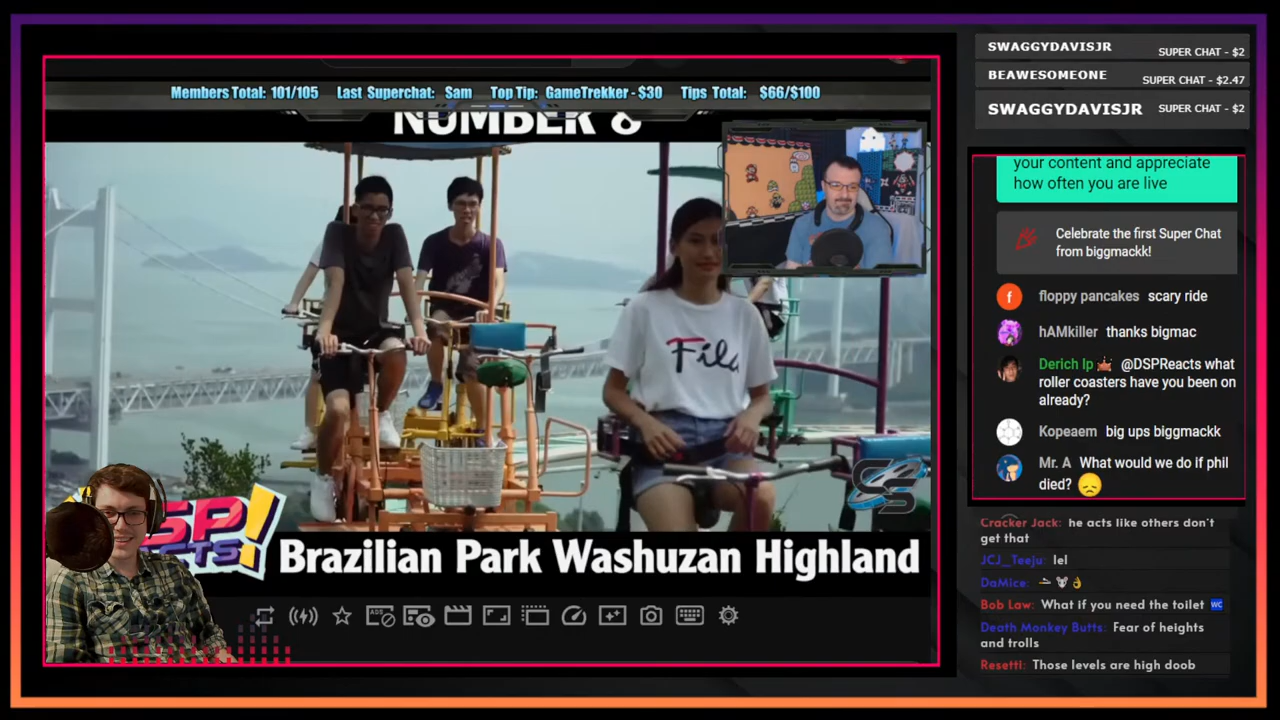 Members Total: 101/105 Last Superchat: Sam Top Tip: GameTrekker - $30 Tips Total: $66/$100
NUMBER 8
Fila
Brazilian Park Washuzan Highland
SWAGGYDAVISJR SUPER CHAT - $2
BEAWESOMEONE SUPER CHAT - $2.47
SWAGGYDAVISJR SUPER CHAT - $2
your content and appreciate
how often you are live
Celebrate the first Super Chat
from biggmackk!
f floppy pancakes scary ride
hAMkiller thanks bigmac
Derich Ip @DSPReacts what
roller coasters have you been on
already?
Kopeaem big ups biggmackk
Mr. A What would we do if phil
died? 😞
Cracker Jack: he acts like others don't
get that
JCJ_Teeju: lel
DaMice:
Bob Law: What if you need the toilet WC
Death Monkey Butts: Fear of heights
and trolls
Resetti: Those levels are high doob
SP!
ADS